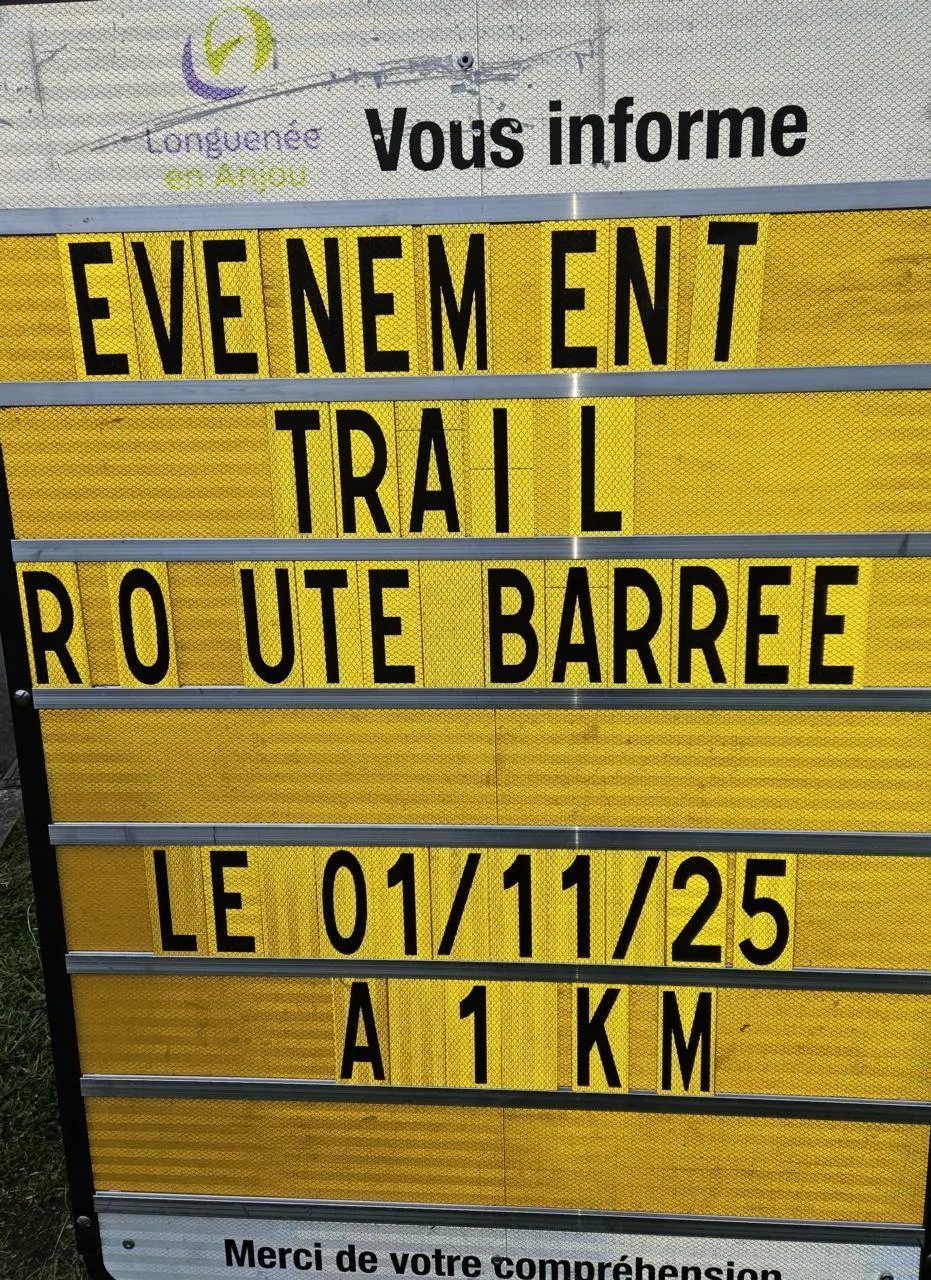 Longuenée
en Anjou
Vous informe
EVENEMENT
TRAIL
ROUTE BARREE
LE 01/11/25
A 1 KM
Merci de votre compréhension